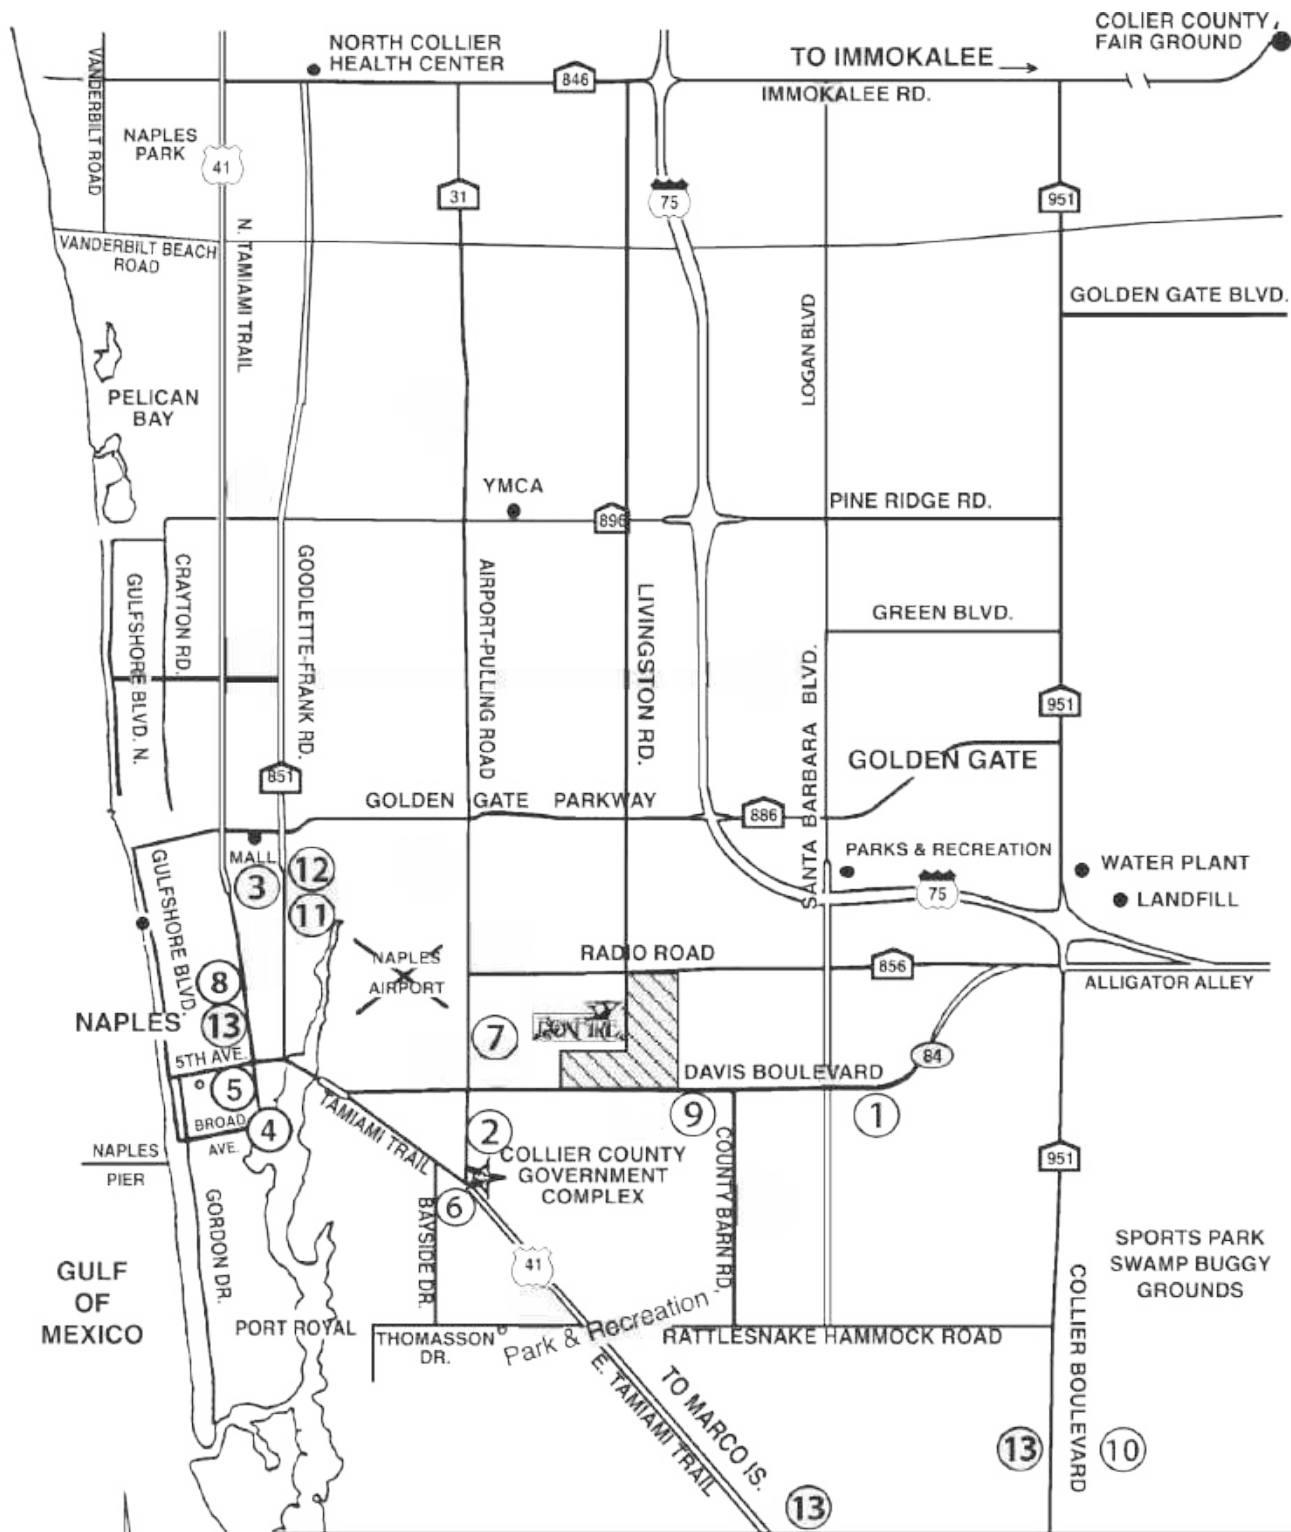 COLIER COUNTY
FAIR GROUND
NORTH COLLIER
HEALTH CENTER
TO IMMOKALEE
846
IMMOKALEE RD.
VANDERBILT ROAD
NAPLES
PARK
41
31
75
951
N. TAMIAMI TRAIL
VANDERBILT BEACH
ROAD
GOLDEN GATE BLVD.
LOGAN BLVD
PELICAN
BAY
YMCA
896
PINE RIDGE RD.
GULFSHORE BLVD. N.
CRAYTON RD.
GOODLETTE-FRANK RD.
AIRPORT-PULLING ROAD
LIVINGSTON RD.
GREEN BLVD.
SANTA BARBARA BLVD.
951
GOLDEN GATE
851
GOLDEN GATE PARKWAY
886
MALL
3
12
11
PARKS & RECREATION
75
WATER PLANT
LANDFILL
GULFSHORE BLVD.
NAPLES
AIRPORT
RADIO ROAD
856
ALLIGATOR ALLEY
8
13
NAPLES
5TH AVE.
7
84
DAVIS BOULEVARD
5
BROAD
AVE.
4
TAMIAMI TRAIL
2
9
1
COLLIER COUNTY
GOVERNMENT
COMPLEX
COUNTY BARN RD
951
NAPLES
PIER
GORDON DR.
6
BAYSIDE DR.
41
SPORTS PARK
SWAMP BUGGY
GROUNDS
GULF
OF
MEXICO
PORT ROYAL
THOMASSON
DR.
Park & Recreation
RATTLESNAKE HAMMOCK ROAD
COLLIER BOULEVARD
E. TAMIAMI TRAIL
TO MARCO IS.
13
10
13